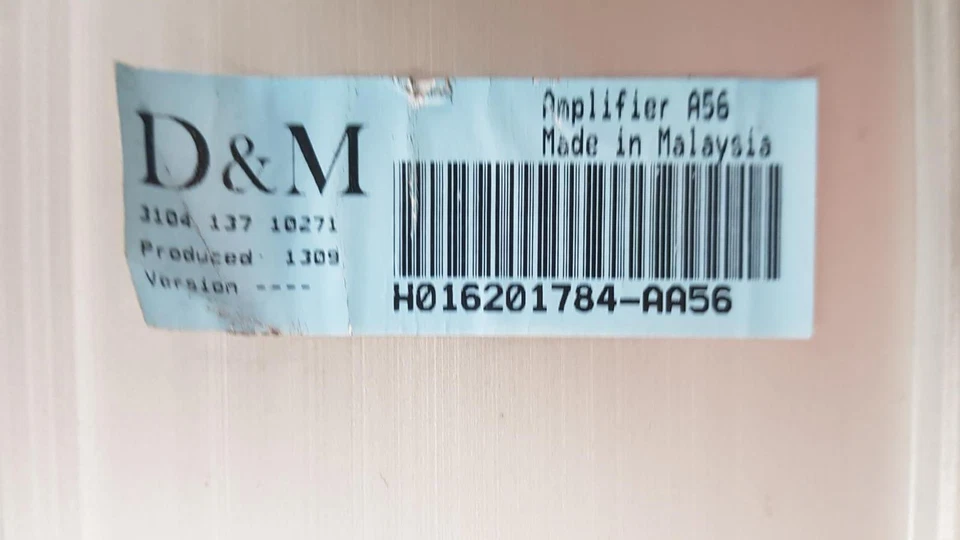 D&M
3104 137 10271
Produced 1309
Version ----
Amplifier A56
Made in Malaysia
H016201784-AA56